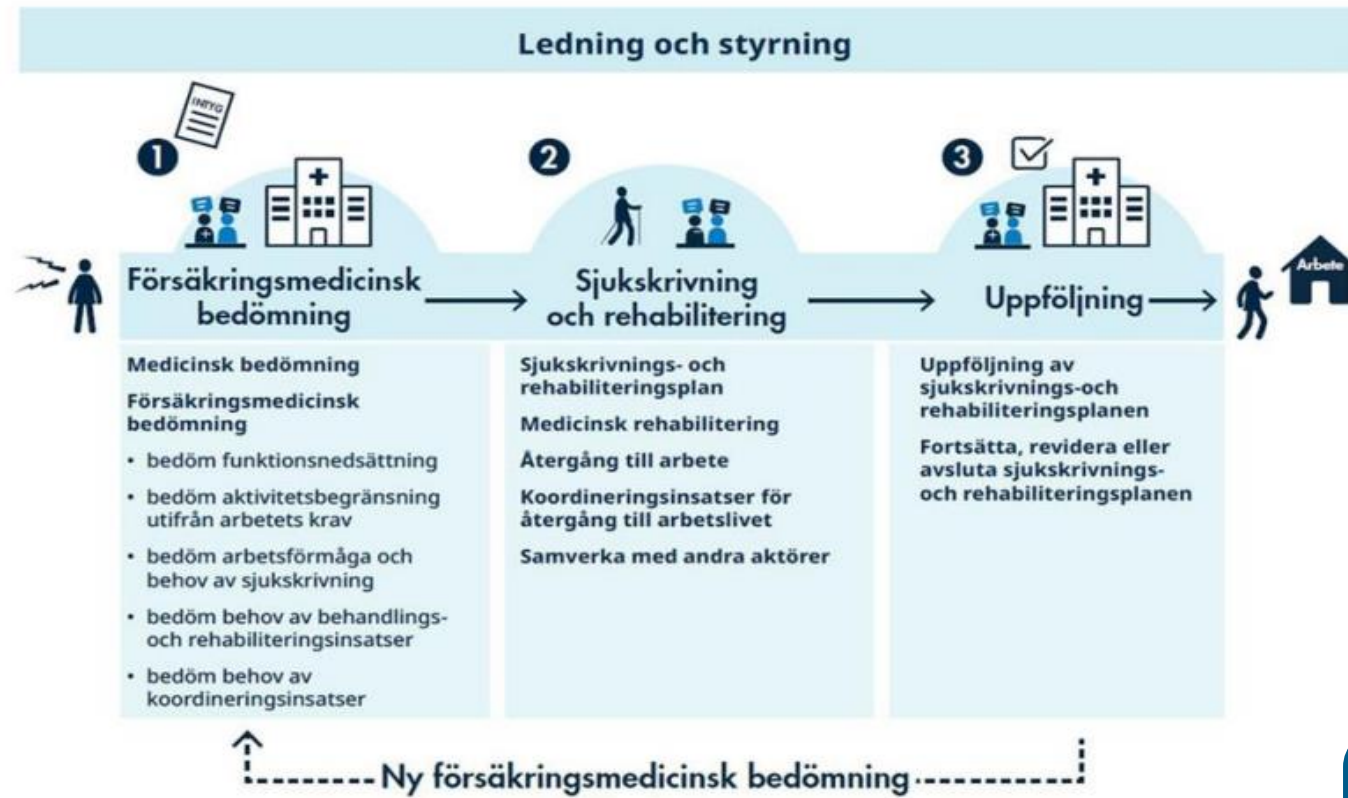 Ledning och styrning
INTYG
1
2
3
Försäkringsmedicinsk
bedömning
Sjukskrivning
och rehabilitering
Uppföljning
Arbete
Medicinsk bedömning
Försäkringsmedicinsk
bedömning
• bedöm funktionsnedsättning
• bedöm aktivitetsbegränsning
utifrån arbetets krav
• bedöm arbetsförmåga och
behov av sjukskrivning
• bedöm behov av behandlings-
och rehabiliteringsinsatser
• bedöm behov av
koordineringsinsatser
Sjukskrivnings- och
rehabiliteringsplan
Medicinsk rehabilitering
Återgång till arbete
Koordineringsinsatser för
återgång till arbetslivet
Samverka med andra aktörer
Uppföljning av
sjukskrivnings-och
rehabiliteringsplanen
Fortsätta, revidera eller
avsluta sjukskrivnings-
och rehabiliteringsplanen
Ny försäkringsmedicinsk bedömning